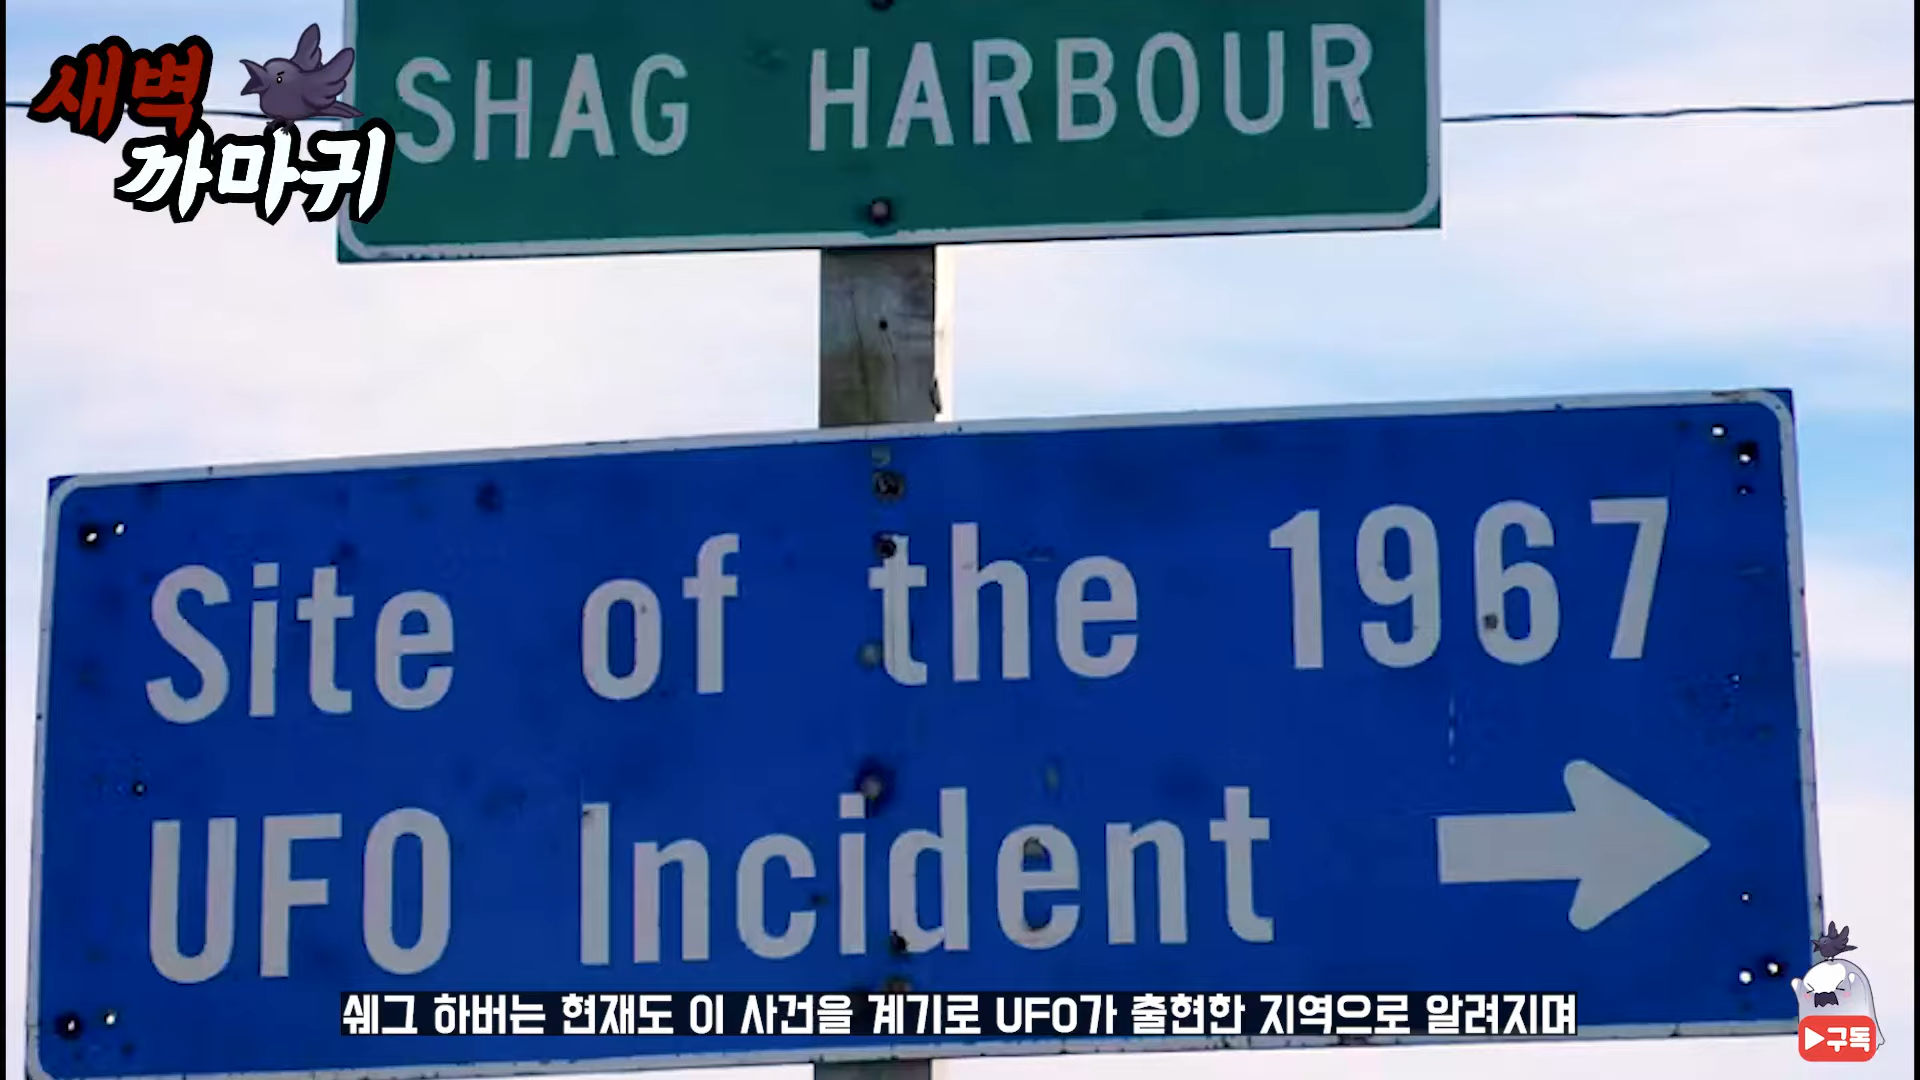 새벽
까마귀
SHAG HARBOUR
Site of the 1967
UFO Incident
쉐그 하버는 현재도 이 사건을 계기로 UFO가 출현한 지역으로 알려지며
구독